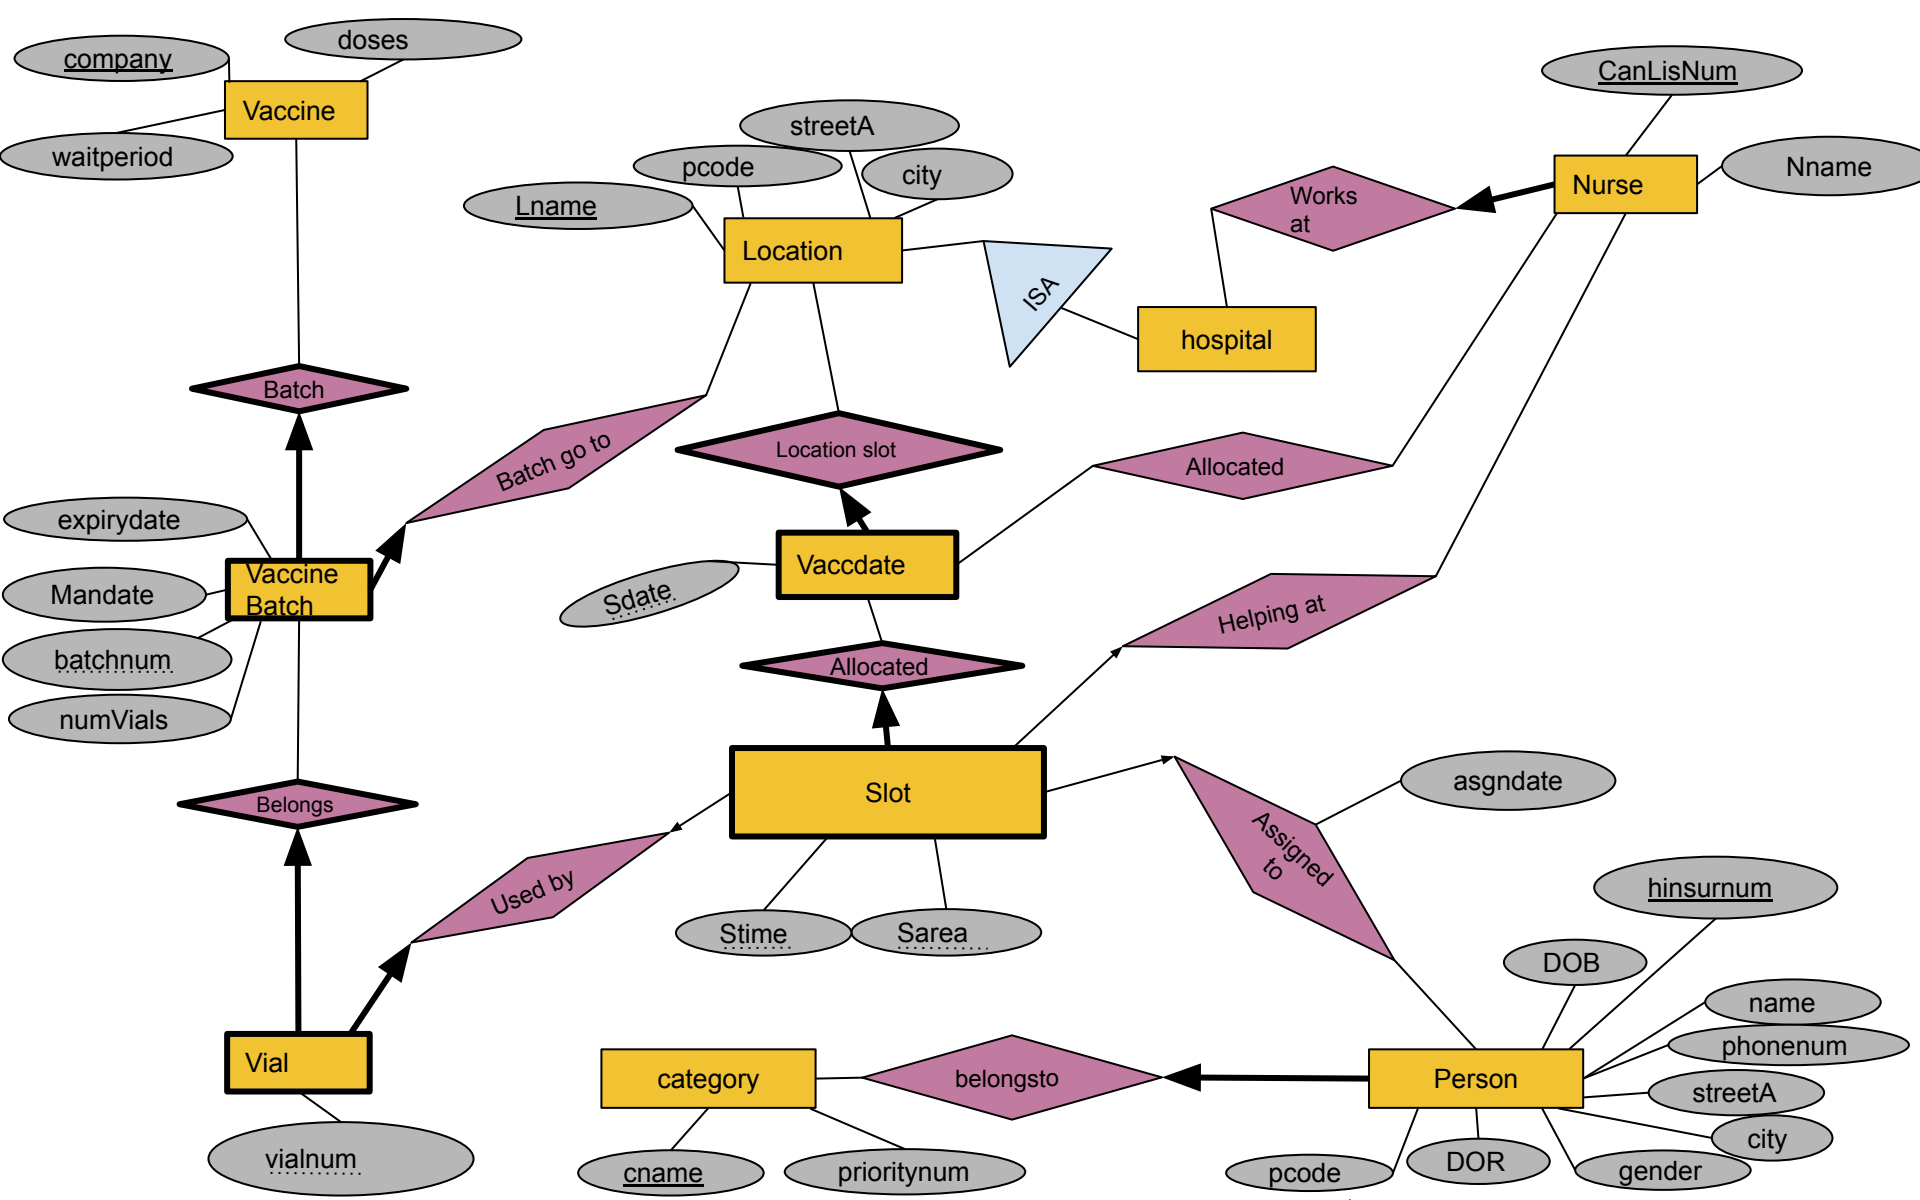 company
doses
Vaccine
waitperiod
CanLisNum
Nname
Nurse
Works
at
streetA
pcode
city
Lname
Location
ISA
hospital
Batch
Batch go to
Location slot
Allocated
expirydate
Mandate
batchnum
numVials
Vaccine
Batch
Vaccdate
Sdate
Helping at
Allocated
Slot
Belongs
Used by
Stime
Sarea
Assigned
to
asgndate
hinsurnum
DOB
name
phonenum
streetA
city
Person
belongsto
category
Vial
vialnum
cname
prioritynum
pcode
DOR
gender